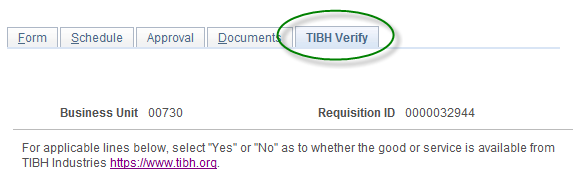 Form Schedule Approval Documents TIBH Verify
Business Unit 00730 Requisition ID 0000032944
For applicable lines below, select "Yes" or "No" as to whether the good or service is available from
TIBH Industries https://www.tibh.org.